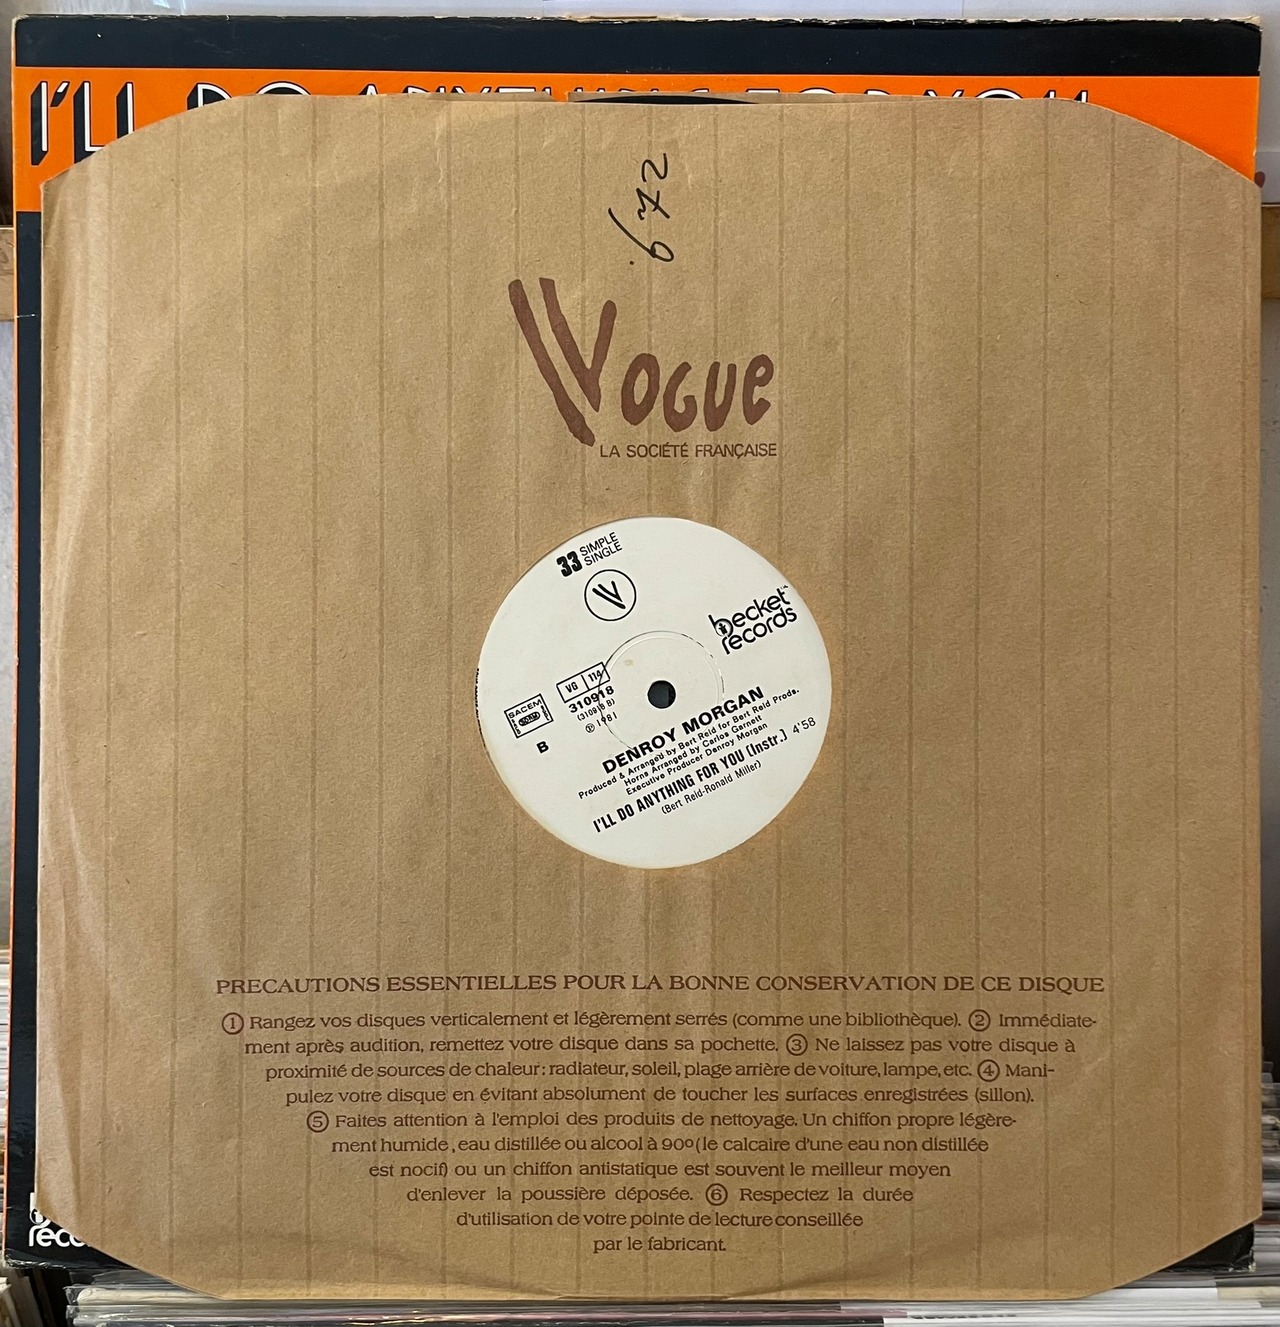 I'LL DO ANYTHING FOR YOU
672
Vogue
LA SOCIÉTÉ FRANÇAISE
33 SIMPLE
SINGLE
becket
records
VG 114
310918
(310918 B)
℗ 1981
SACEM
B
DENROY MORGAN
Produced & Arranged by Bert Reid for Bert Reid Prods.
Horns Arranged by Carlos Garnett
Executive Producer Denroy Morgan
I'LL DO ANYTHING FOR YOU (Instr.) 4'58
(Bert Reid-Ronald Miller)
PRECAUTIONS ESSENTIELLES POUR LA BONNE CONSERVATION DE CE DISQUE
① Rangez vos disques verticalement et légèrement serrés (comme une bibliothèque). ② Immédiate-
ment après audition, remettez votre disque dans sa pochette. ③ Ne laissez pas votre disque à
proximité de sources de chaleur: radiateur, soleil, plage arrière de voiture, lampe, etc. ④ Mani-
pulez votre disque en évitant absolument de toucher les surfaces enregistrées (sillon).
⑤ Faites attention à l'emploi des produits de nettoyage. Un chiffon propre légère-
ment humide, eau distillée ou alcool à 90º (le calcaire d'une eau non distillée
est nocif) ou un chiffon antistatique est souvent le meilleur moyen
d'enlever la poussière déposée. ⑥ Respectez la durée
d'utilisation de votre pointe de lecture conseillée
par le fabricant.